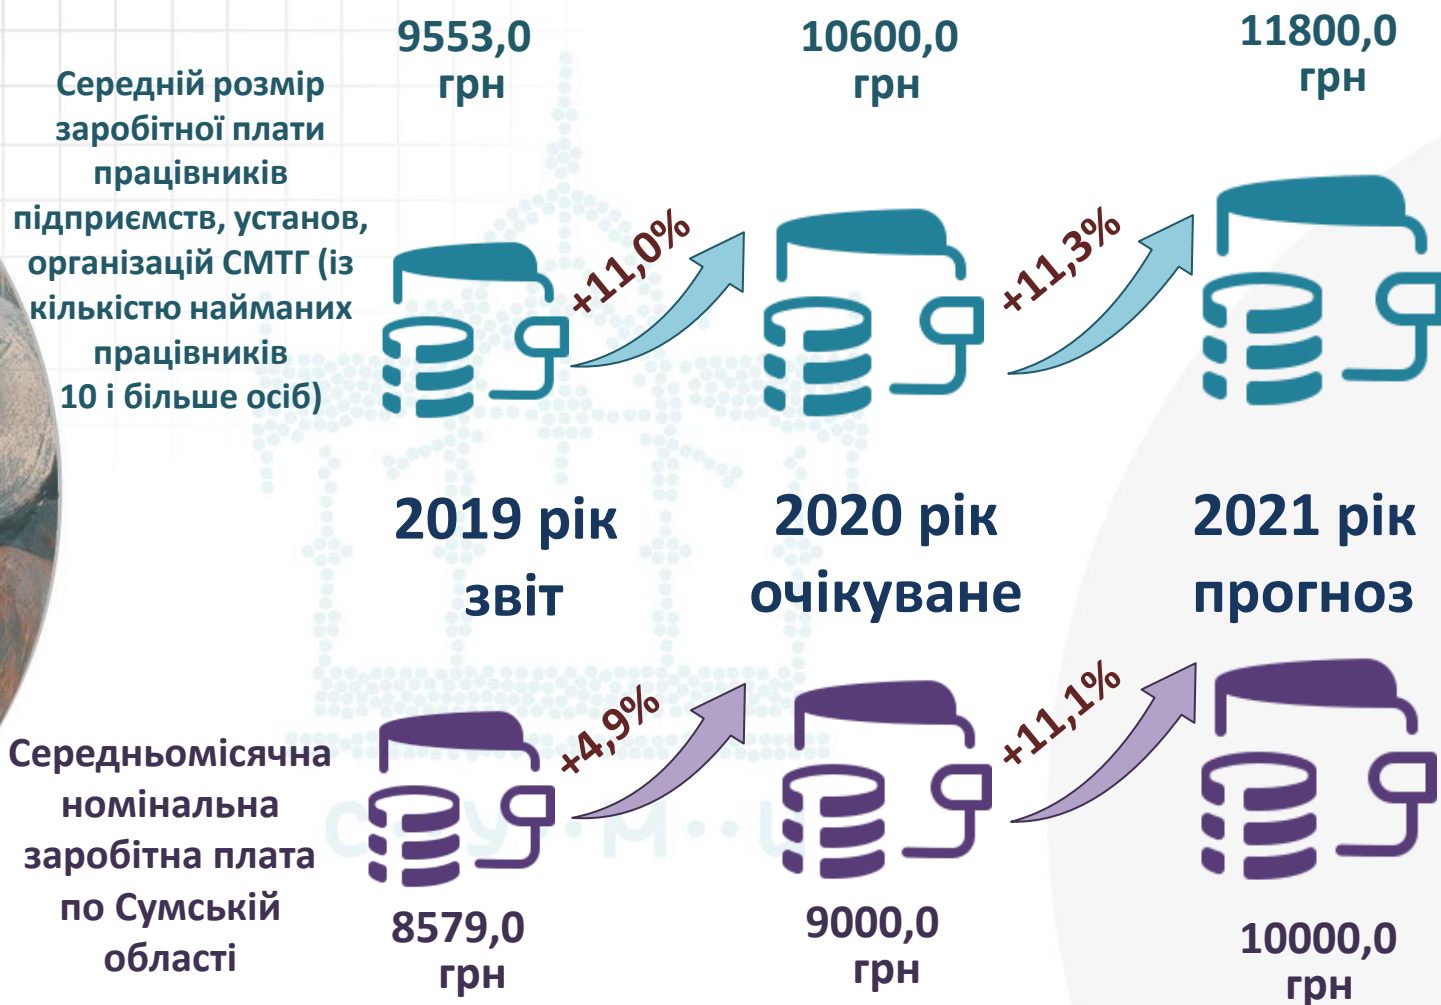 9553,0
грн
10600,0
грн
11800,0
грн
Середній розмір
заробітної плати
працівників
підприємств, установ,
організацій СМТГ (із
кількістю найманих
працівників
10 і більше осіб)
+11,0%
+11,3%
2019 рік
звіт
2020 рік
очікуване
2021 рік
прогноз
+4,9%
+11,1%
Середньомісячна
номінальна
заробітна плата
по Сумській
області
8579,0
грн
9000,0
грн
10000,0
грн